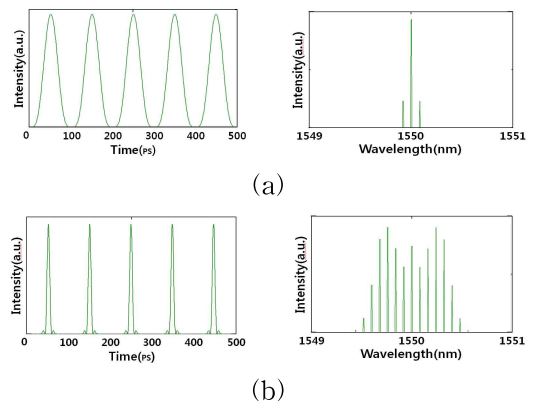 Intensity(a.u.)
0 100 200 300 400 500
Time(PS)
Intensity(a.u.)
1549 1550 1551
Wavelength(nm)
(a)
Intensity(a.u.)
0 100 200 300 400 500
Time(PS)
Intensity(a.u.)
1549 1550 1551
Wavelength(nm)
(b)